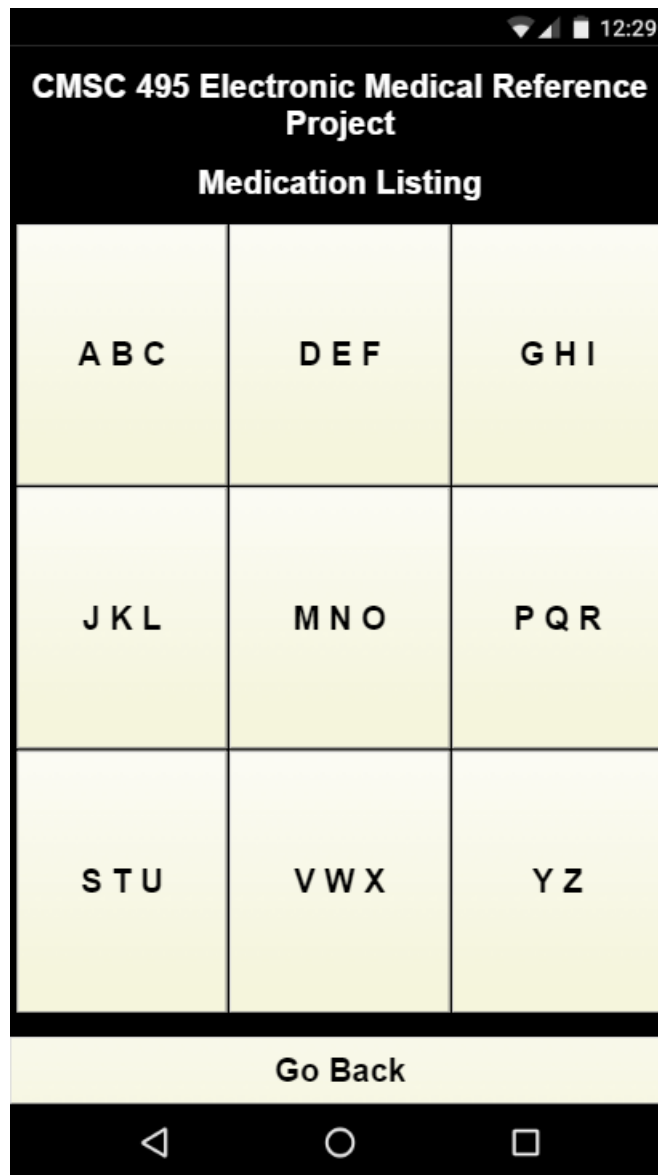 12:29
CMSC 495 Electronic Medical Reference
Project
Medication Listing
A B C
D E F
G H I
J K L
M N O
P Q R
S T U
V W X
Y Z
Go Back